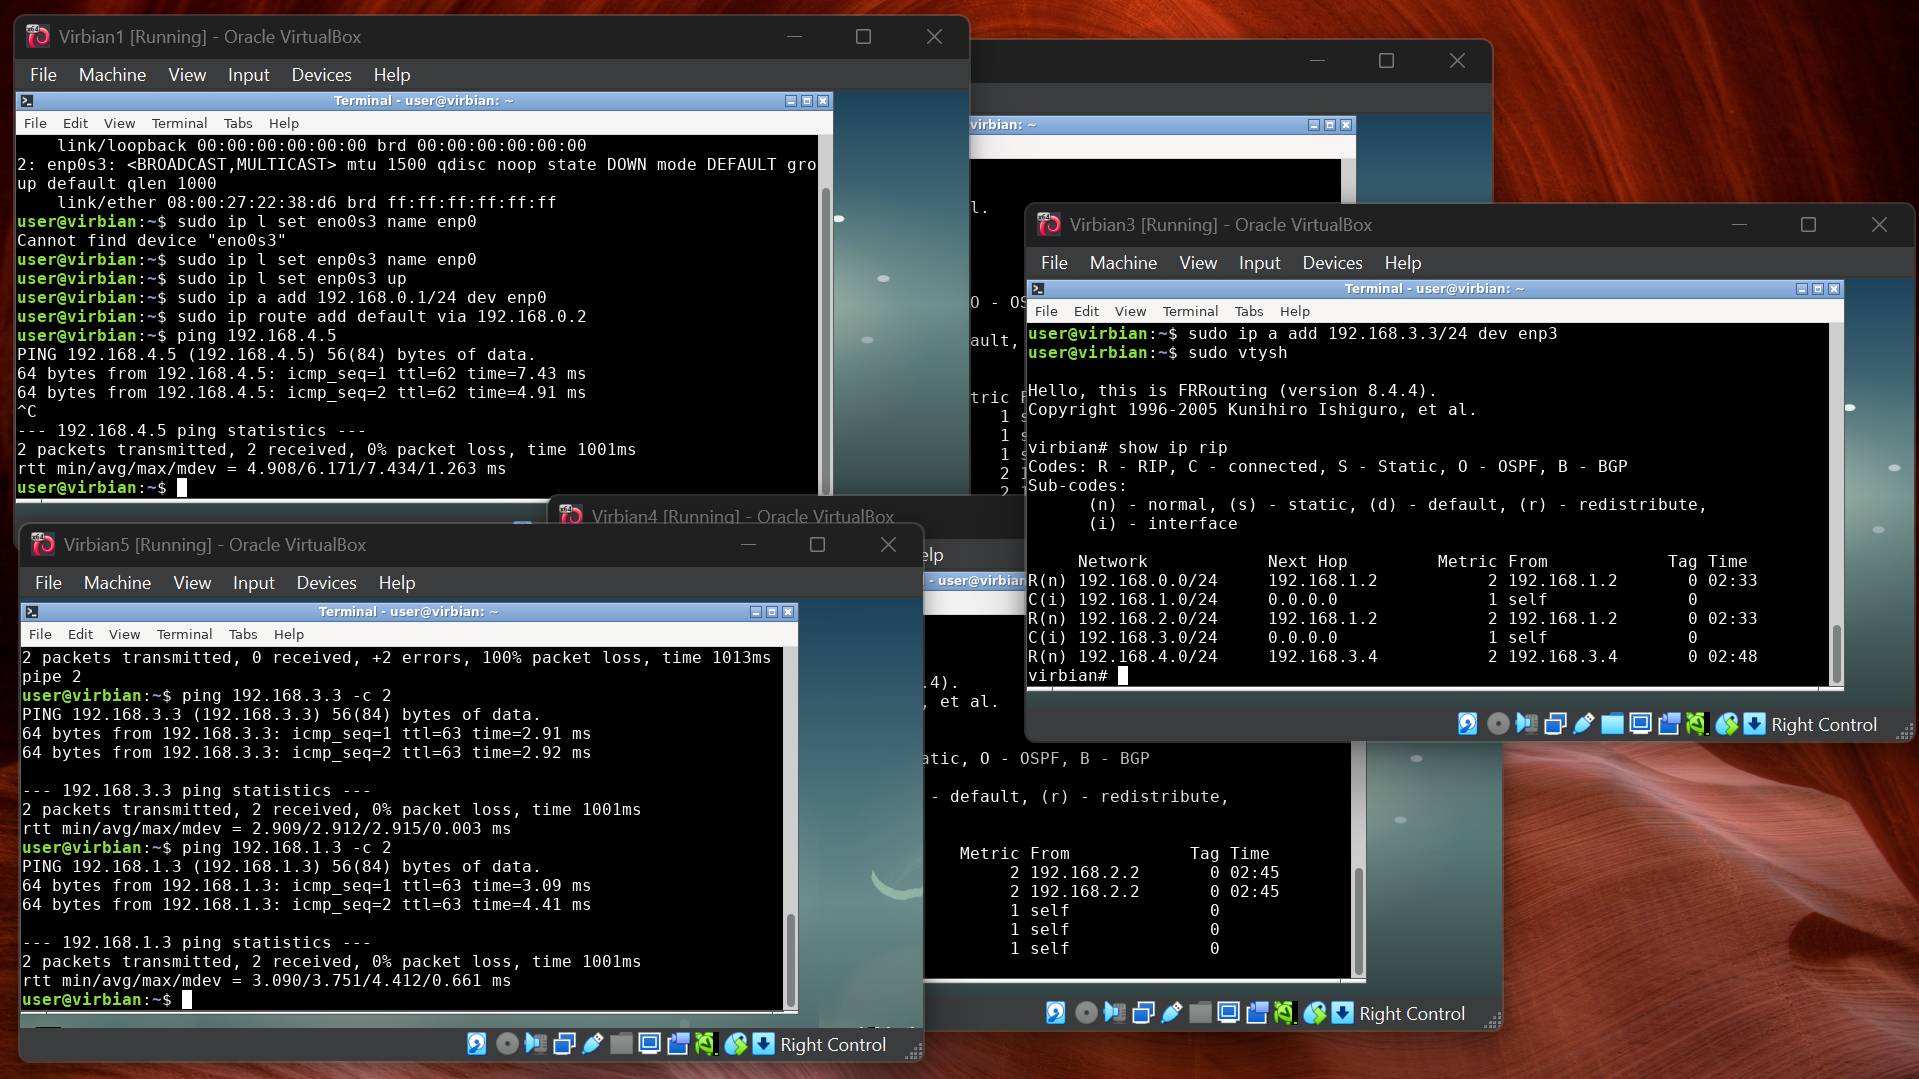 Virbian1 [Running] - Oracle VirtualBox
File Machine View Input Devices Help
Terminal - user@virbian: ~
File Edit View Terminal Tabs Help
link/loopback 00:00:00:00:00:00 brd 00:00:00:00:00:00
2: enp0s3: <BROADCAST,MULTICAST> mtu 1500 qdisc noop state DOWN mode DEFAULT gro
up default qlen 1000
link/ether 08:00:27:22:38:d6 brd ff:ff:ff:ff:ff:ff
user@virbian:~$ sudo ip l set eno0s3 name enp0
Cannot find device "eno0s3"
user@virbian:~$ sudo ip l set enp0s3 name enp0
user@virbian:~$ sudo ip l set enp0s3 up
user@virbian:~$ sudo ip a add 192.168.0.1/24 dev enp0
user@virbian:~$ sudo ip route add default via 192.168.0.2
user@virbian:~$ ping 192.168.4.5
PING 192.168.4.5 (192.168.4.5) 56(84) bytes of data.
64 bytes from 192.168.4.5: icmp_seq=1 ttl=62 time=7.43 ms
64 bytes from 192.168.4.5: icmp_seq=2 ttl=62 time=4.91 ms
^C
--- 192.168.4.5 ping statistics ---
2 packets transmitted, 2 received, 0% packet loss, time 1001ms
rtt min/avg/max/mdev = 4.908/6.171/7.434/1.263 ms
user@virbian:~$
virbian: ~
l.
O - OS
ault,
tric F
1 s
1 s
1 s
2 1
2
Virbian3 [Running] - Oracle VirtualBox
File Machine View Input Devices Help
Terminal - user@virbian: ~
File Edit View Terminal Tabs Help
user@virbian:~$ sudo ip a add 192.168.3.3/24 dev enp3
user@virbian:~$ sudo vtysh
Hello, this is FRRouting (version 8.4.4).
Copyright 1996-2005 Kunihiro Ishiguro, et al.
virbian# show ip rip
Codes: R - RIP, C - connected, S - Static, O - OSPF, B - BGP
Sub-codes:
(n) - normal, (s) - static, (d) - default, (r) - redistribute,
(i) - interface
Network Next Hop Metric From Tag Time
R(n) 192.168.0.0/24 192.168.1.2 2 192.168.1.2 0 02:33
C(i) 192.168.1.0/24 0.0.0.0 1 self 0
R(n) 192.168.2.0/24 192.168.1.2 2 192.168.1.2 0 02:33
C(i) 192.168.3.0/24 0.0.0.0 1 self 0
R(n) 192.168.4.0/24 192.168.3.4 2 192.168.3.4 0 02:48
virbian#
Right Control
Virbian4 [Running] - Oracle VirtualBox
elp
- user@virbian
.4).
, et al.
atic, O - OSPF, B - BGP
- default, (r) - redistribute,
Metric From Tag Time
2 192.168.2.2 0 02:45
2 192.168.2.2 0 02:45
1 self 0
1 self 0
1 self 0
Right Control
Virbian5 [Running] - Oracle VirtualBox
File Machine View Input Devices Help
Terminal - user@virbian: ~
File Edit View Terminal Tabs Help
2 packets transmitted, 0 received, +2 errors, 100% packet loss, time 1013ms
pipe 2
user@virbian:~$ ping 192.168.3.3 -c 2
PING 192.168.3.3 (192.168.3.3) 56(84) bytes of data.
64 bytes from 192.168.3.3: icmp_seq=1 ttl=63 time=2.91 ms
64 bytes from 192.168.3.3: icmp_seq=2 ttl=63 time=2.92 ms
--- 192.168.3.3 ping statistics ---
2 packets transmitted, 2 received, 0% packet loss, time 1001ms
rtt min/avg/max/mdev = 2.909/2.912/2.915/0.003 ms
user@virbian:~$ ping 192.168.1.3 -c 2
PING 192.168.1.3 (192.168.1.3) 56(84) bytes of data.
64 bytes from 192.168.1.3: icmp_seq=1 ttl=63 time=3.09 ms
64 bytes from 192.168.1.3: icmp_seq=2 ttl=63 time=4.41 ms
--- 192.168.1.3 ping statistics ---
2 packets transmitted, 2 received, 0% packet loss, time 1001ms
rtt min/avg/max/mdev = 3.090/3.751/4.412/0.661 ms
user@virbian:~$
Right Control